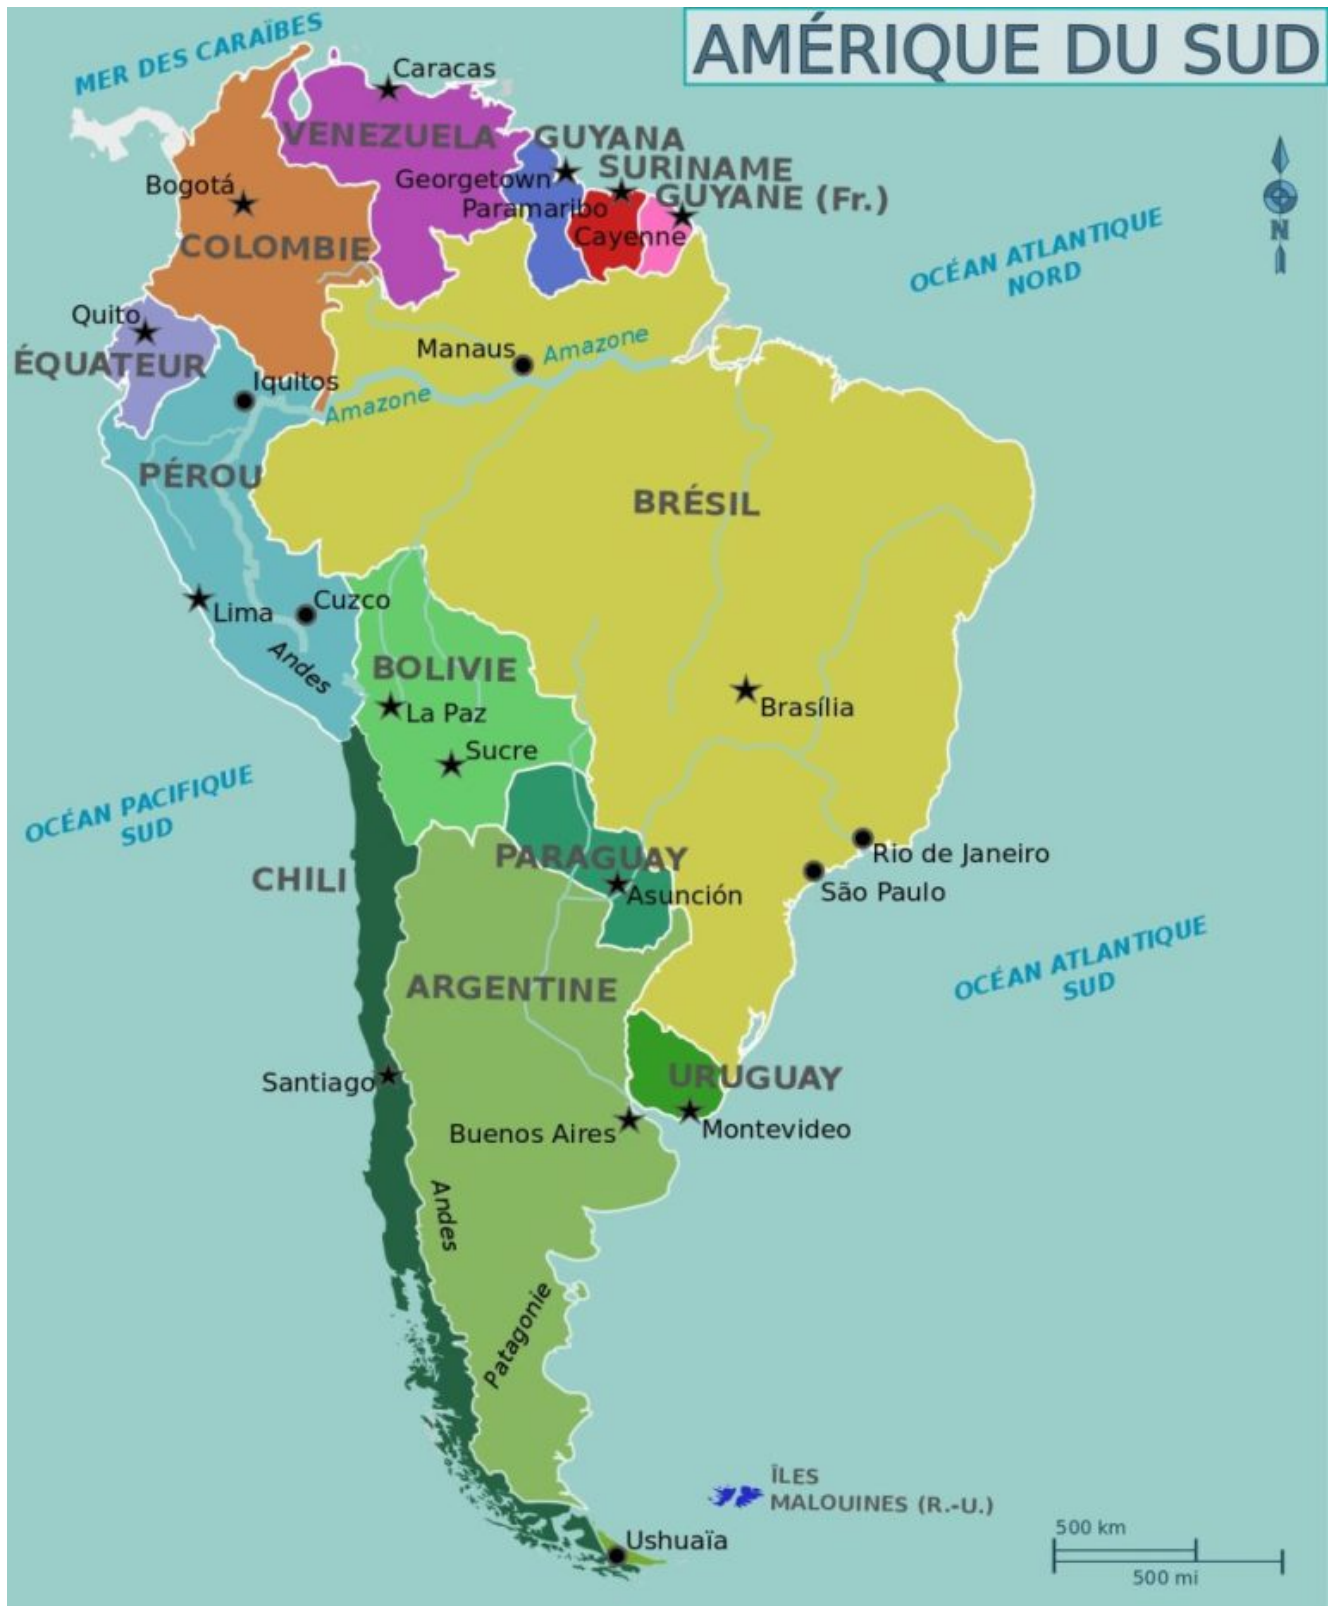 AMÉRIQUE DU SUD
MER DES CARAÏBES
Caracas
VENEZUELA
GUYANA
SURINAME
GUYANE (Fr.)
Georgetown
Paramaribo
Cayenne
Bogotá
COLOMBIE
OCÉAN ATLANTIQUE
NORD
N
Quito
ÉQUATEUR
Manaus
Amazone
Iquitos
Amazone
PÉROU
BRÉSIL
Lima
Cuzco
Andes
BOLIVIE
La Paz
Sucre
Brasília
OCÉAN PACIFIQUE
SUD
CHILI
PARAGUAY
Asunción
Rio de Janeiro
São Paulo
OCÉAN ATLANTIQUE
SUD
ARGENTINE
Santiago
URUGUAY
Buenos Aires
Montevideo
Andes
Patagonie
ÎLES
MALOUINES (R.-U.)
Ushuaïa
500 km
500 mi